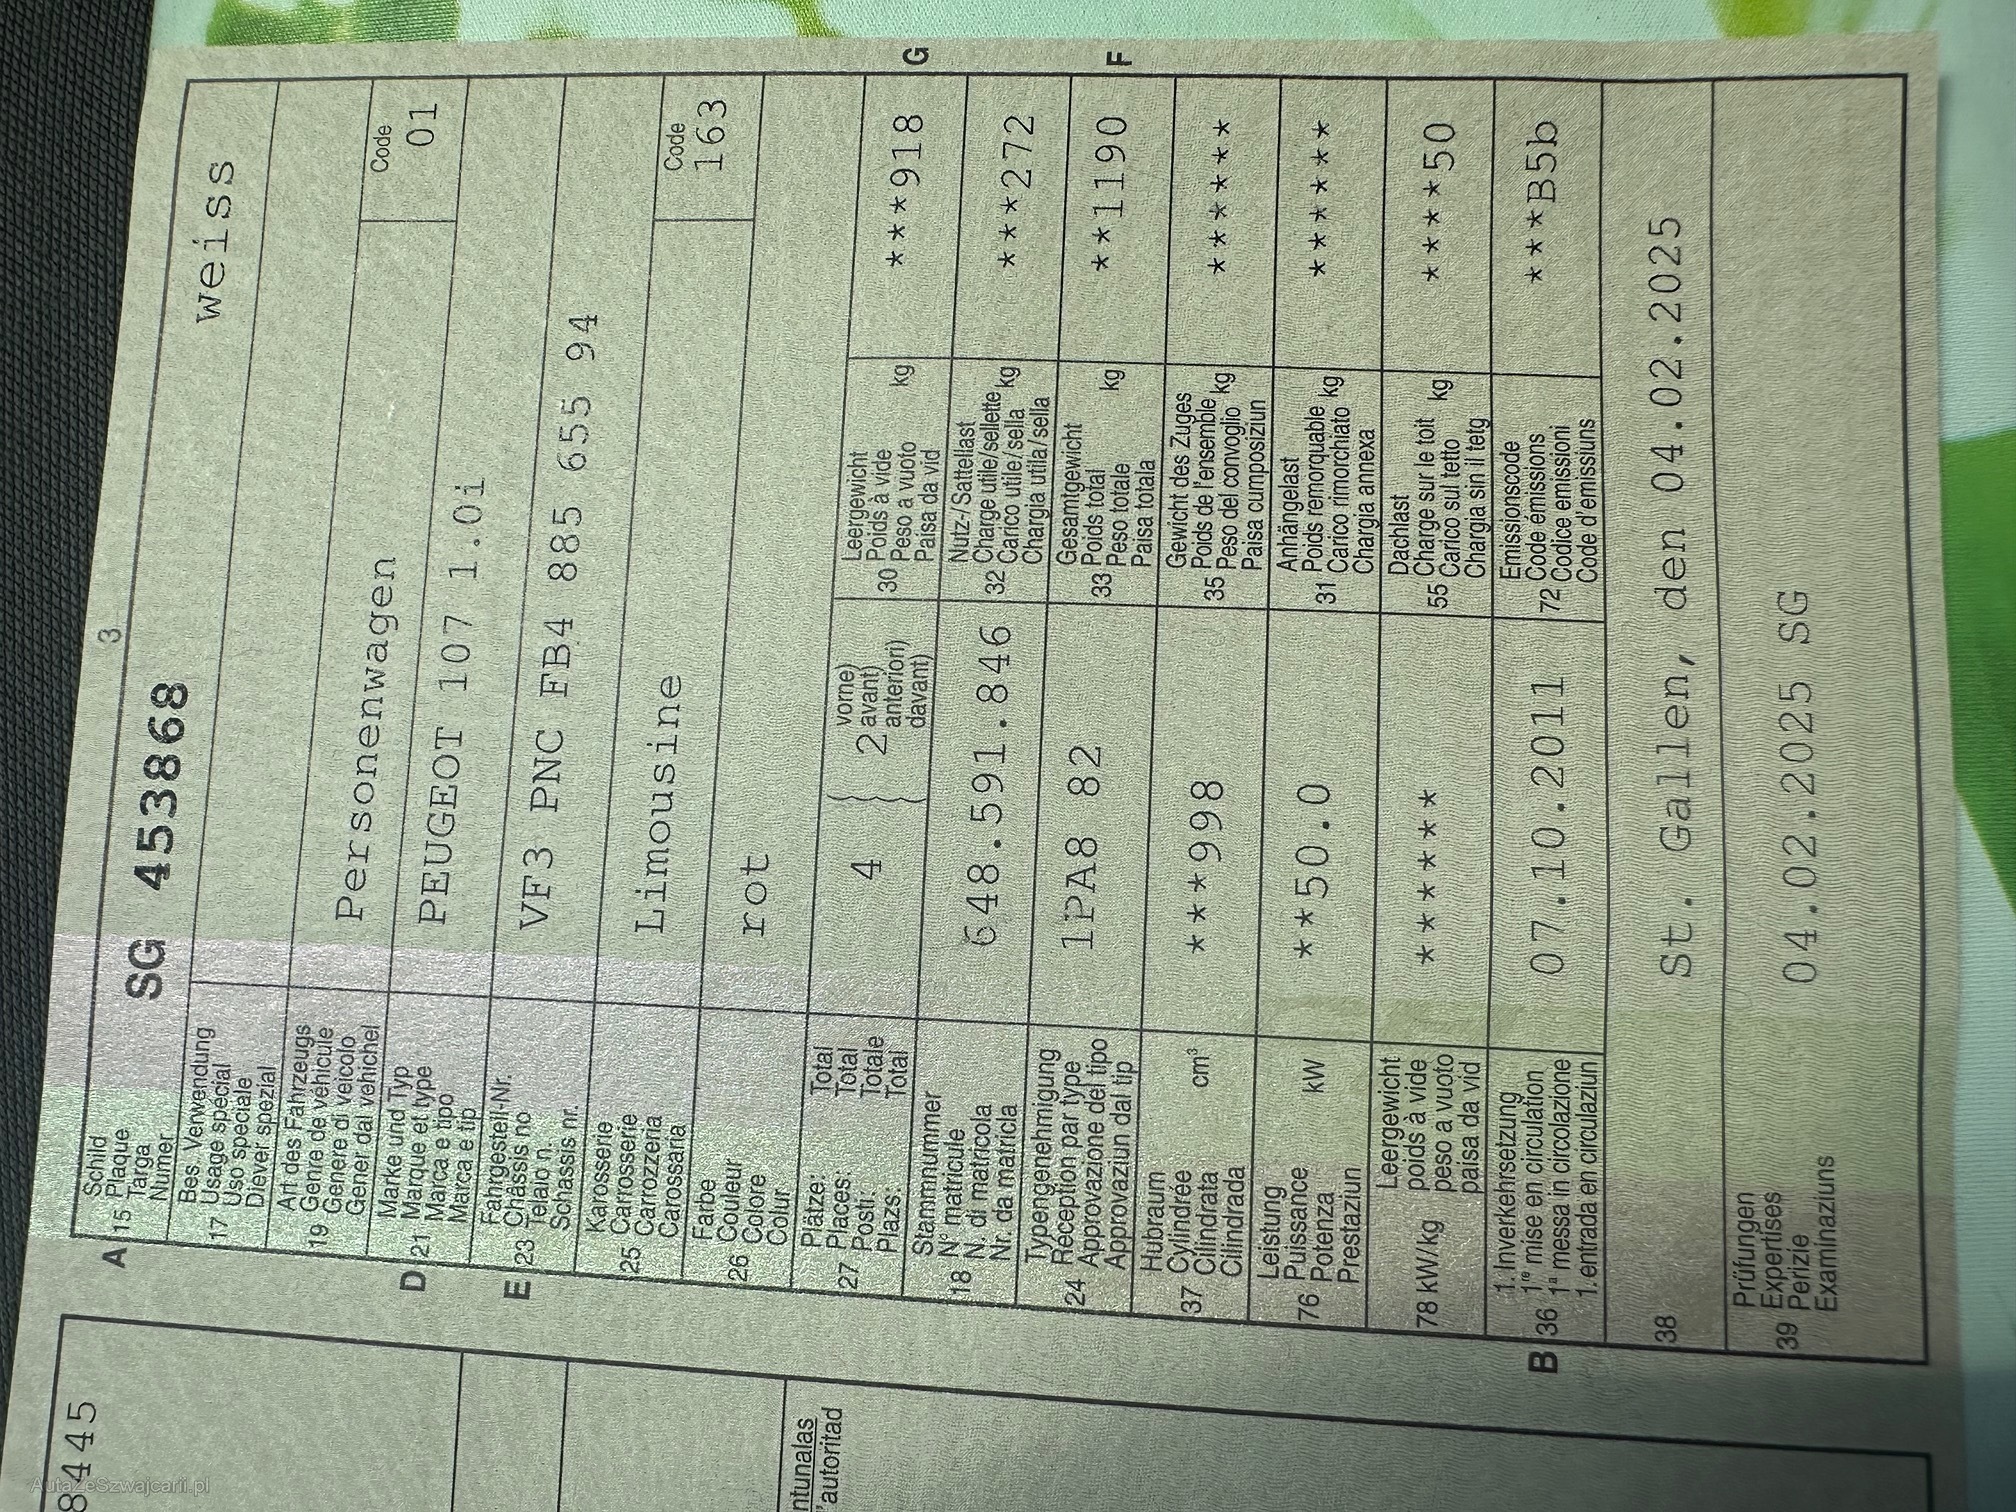 3
A 15 Schild SG 453868 weiss
Plaque
Targa
Numer
17 Bes. Verwendung
Usage spécial
Uso speciale
Diever spezial
19 Art des Fahrzeugs Personenwagen Code 01
Genre de véhicule
Genere di veicolo
Gener dal vehichel
D 21 Marke und Typ PEUGEOT 107 1.0i
Marque et type
Marca e tipo
Marca e tip
E 23 Fahrgestell-Nr. VF3 PNC FB4 885 655 94
Châssis no
Telaio n.
Schassis nr.
25 Karosserie Limousine Code 163
Carrosserie
Carrozzeria
Carossaria
26 Farbe rot
Couleur
Colore
Colur
27 Plätze: Total 4 { 2 vorne)
Places: Total avant)
Posti: Totale anteriori)
Plazs: Total davant)
30 Leergewicht kg ***918 G
Poids à vide
Peso a vuoto
Paisa da vid
18 Stammnummer 648.591.846
N° matricule
N. di matricola
Nr. da matricla
32 Nutz-/Sattellast kg ***272
Charge utile/sellette
Carico utile/sella
Chargia utila/sella
24 Typengenehmigung 1PA8 82
Réception par type
Approvazione del tipo
Approvaziun dal tip
33 Gesamtgewicht kg **1190 F
Poids total
Peso totale
Paisa totala
37 Hubraum cm³ ***998
Cylindrée
Cilindrata
Cilindrada
35 Gewicht des Zuges kg ******
Poids de l'ensemble
Peso del convoglio
Paisa cumposiziun
76 Leistung kW **50.0
Puissance
Potenza
Prestaziun
31 Anhängelast kg ******
Poids remorquable
Carico rimorchiato
Chargia annexa
78 kW/kg Leergewicht ******
poids à vide
peso a vuoto
paisa da vid
55 Dachlast kg ****50
Charge sur le toit
Carico sul tetto
Chargia sin il tetg
B 36 1. Inverkehrsetzung 07.10.2011
1re mise en circulation
1a messa in circolazione
1. entrada en circulaziun
72 Emissionscode ***B5b
Code émissions
Codice emissioni
Code d'emissiuns
38 St. Gallen, den 04.02.2025
39 Prüfungen 04.02.2025 SG
Expertises
Perizie
Examinaziuns
8445
ntunalas
'autoritad
AutaZeSzwajcarii.pl